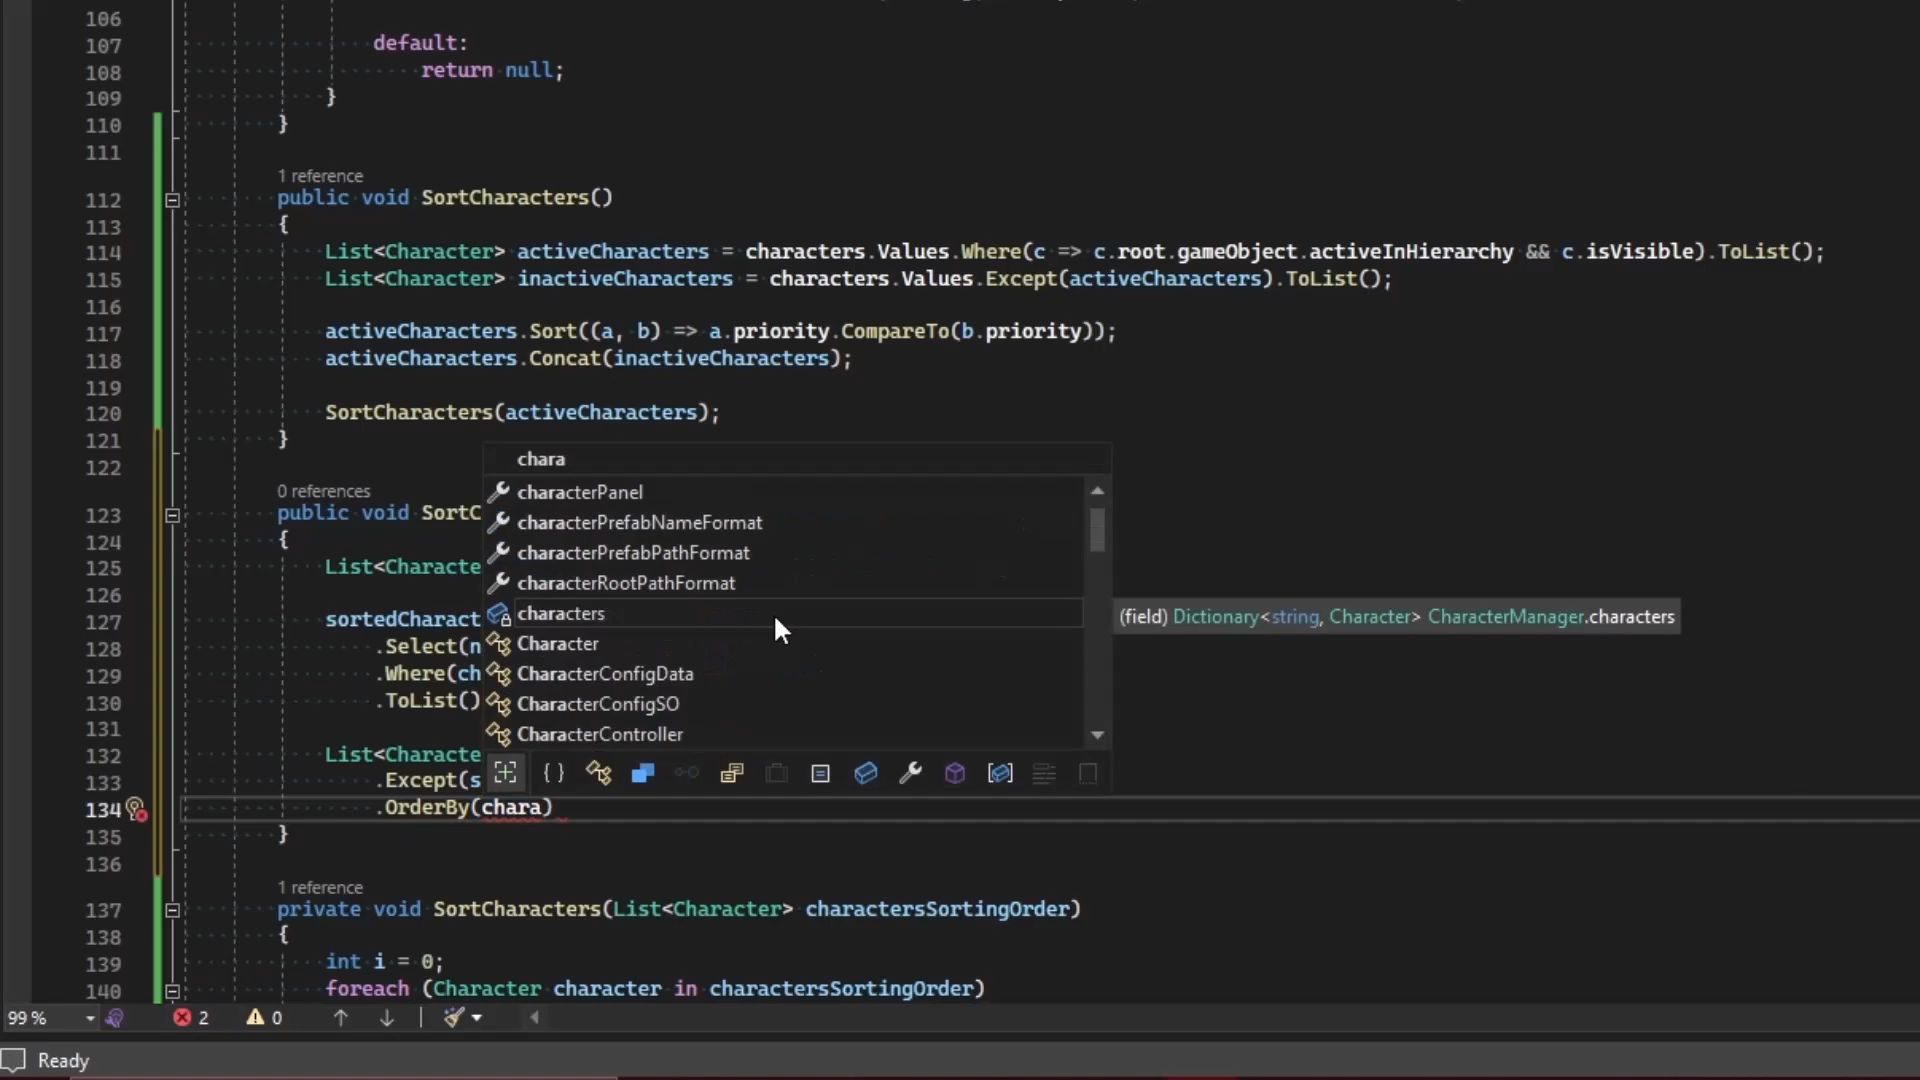 106
107 default:
108 return null;
109 }
110 }
111
1 reference
112 public void SortCharacters()
113 {
114 List<Character> activeCharacters = characters.Values.Where(c => c.root.gameObject.activeInHierarchy && c.isVisible).ToList();
115 List<Character> inactiveCharacters = characters.Values.Except(activeCharacters).ToList();
116
117 activeCharacters.Sort((a, b) => a.priority.CompareTo(b.priority));
118 activeCharacters.Concat(inactiveCharacters);
119
120 SortCharacters(activeCharacters);
121 }
122
0 references
123 public void SortC
124 {
125 List<Characte
126
127 sortedCharact
128 .Select(n
129 .Where(ch
130 .ToList()
131
132 List<Characte
133 .Except(s
134 .OrderBy(chara)
135 }
136
chara
characterPanel
characterPrefabNameFormat
characterPrefabPathFormat
characterRootPathFormat
characters
Character
CharacterConfigData
CharacterConfigSO
CharacterController
(field) Dictionary<string, Character> CharacterManager.characters
1 reference
137 private void SortCharacters(List<Character> charactersSortingOrder)
138 {
139 int i = 0;
140 foreach (Character character in charactersSortingOrder)
99 % 2 0
Ready